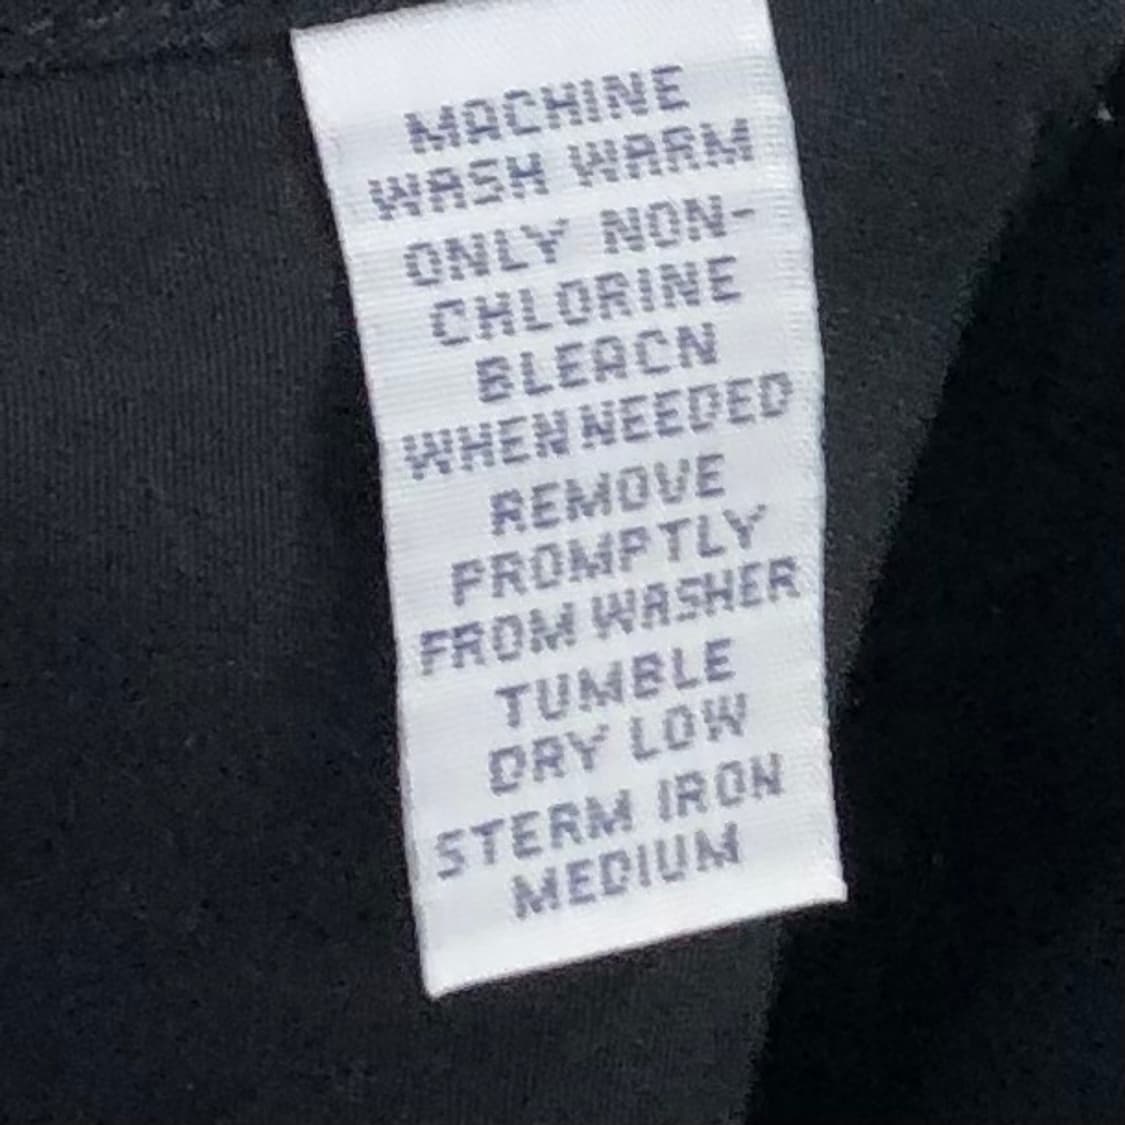 MACHINE
WASH WARM
ONLY NON-
CHLORINE
BLEACN
WHEN NEEDED
REMOVE
PROMPTLY
FROM WASHER
TUMBLE
DRY LOW
STERM IRON
MEDIUM